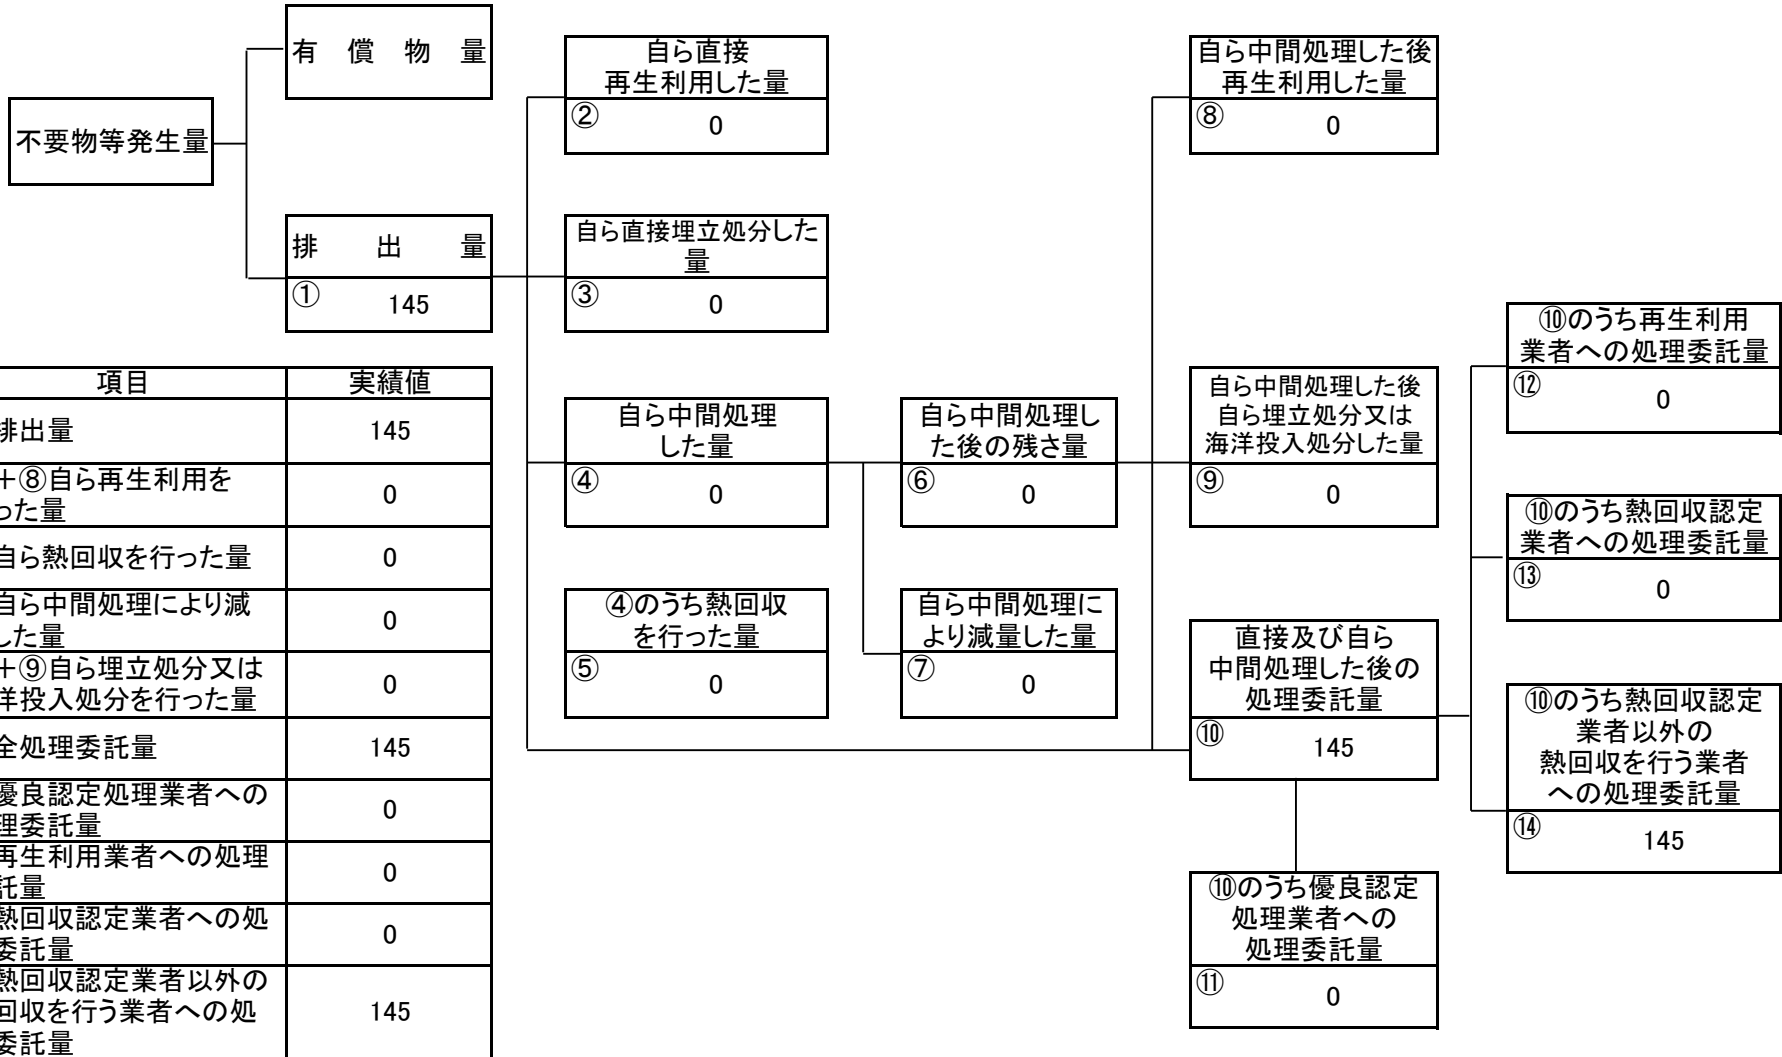 有　償　物　量
不要物等発生量
排　出　量
① 145
自ら直接
再生利用した量
② 0
自ら直接埋立処分した
量
③ 0
自ら中間処理
した量
④ 0
④のうち熱回収
を行った量
⑤ 0
自ら中間処理し
た後の残さ量
⑥ 0
自ら中間処理に
より減量した量
⑦ 0
自ら中間処理した後
再生利用した量
⑧ 0
自ら中間処理した後
自ら埋立処分又は
海洋投入処分した量
⑨ 0
直接及び自ら
中間処理した後の
処理委託量
⑩ 145
⑩のうち優良認定
処理業者への
処理委託量
⑪ 0
⑩のうち再生利用
業者への処理委託量
⑫ 0
⑩のうち熱回収認定
業者への処理委託量
⑬ 0
⑩のうち熱回収認定
業者以外の
熱回収を行う業者
への処理委託量
⑭ 145
項目 実績値
排出量 145
+⑧自ら再生利用を
った量 0
自ら熱回収を行った量 0
自ら中間処理により減
した量 0
+⑨自ら埋立処分又は
洋投入処分を行った量 0
全処理委託量 145
優良認定処理業者への
理委託量 0
再生利用業者への処理
託量 0
熱回収認定業者への処
委託量 0
熱回収認定業者以外の
回収を行う業者への処
委託量 145